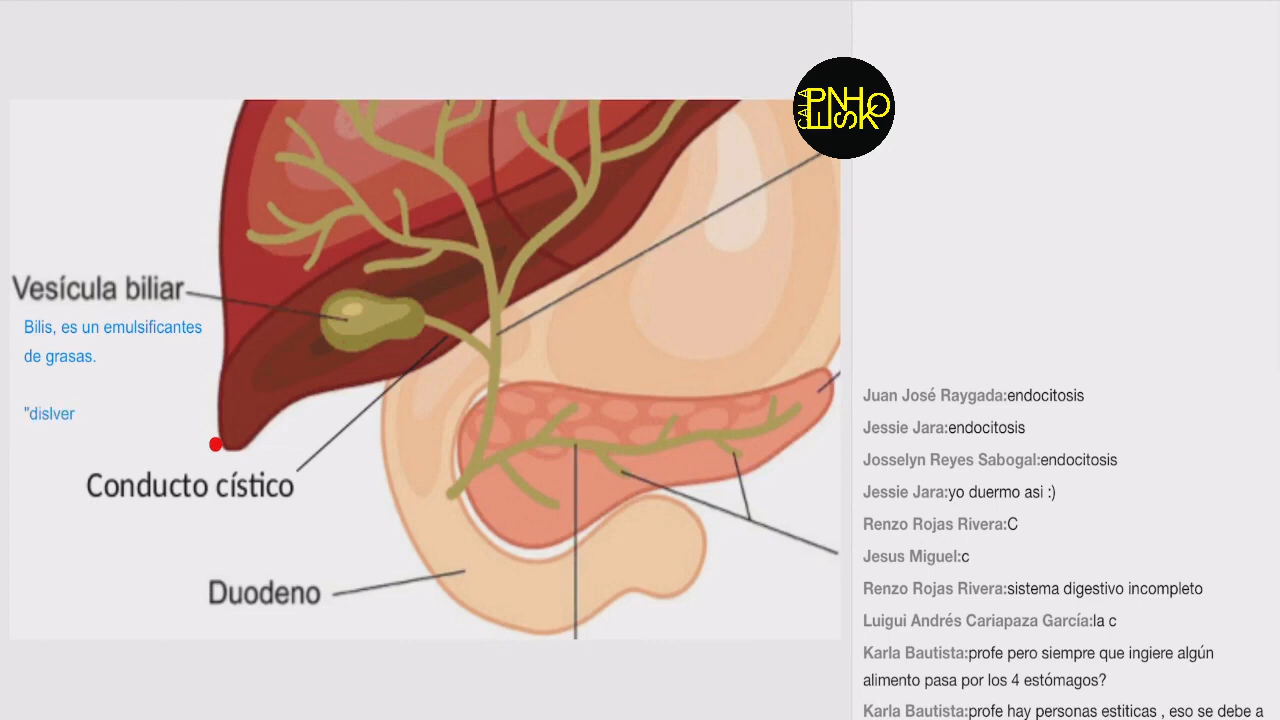 CALA
PNHO
ESK
Vesícula biliar
Bilis, es un emulsificantes
de grasas.
"dislver
Conducto cístico
Duodeno
Juan José Raygada:endocitosis
Jessie Jara:endocitosis
Josselyn Reyes Sabogal:endocitosis
Jessie Jara:yo duermo asi :)
Renzo Rojas Rivera:C
Jesus Miguel:c
Renzo Rojas Rivera:sistema digestivo incompleto
Luigui Andrés Cariapaza García:la c
Karla Bautista:profe pero siempre que ingiere algún
alimento pasa por los 4 estómagos?
Karla Bautista:profe hay personas estiticas , eso se debe a